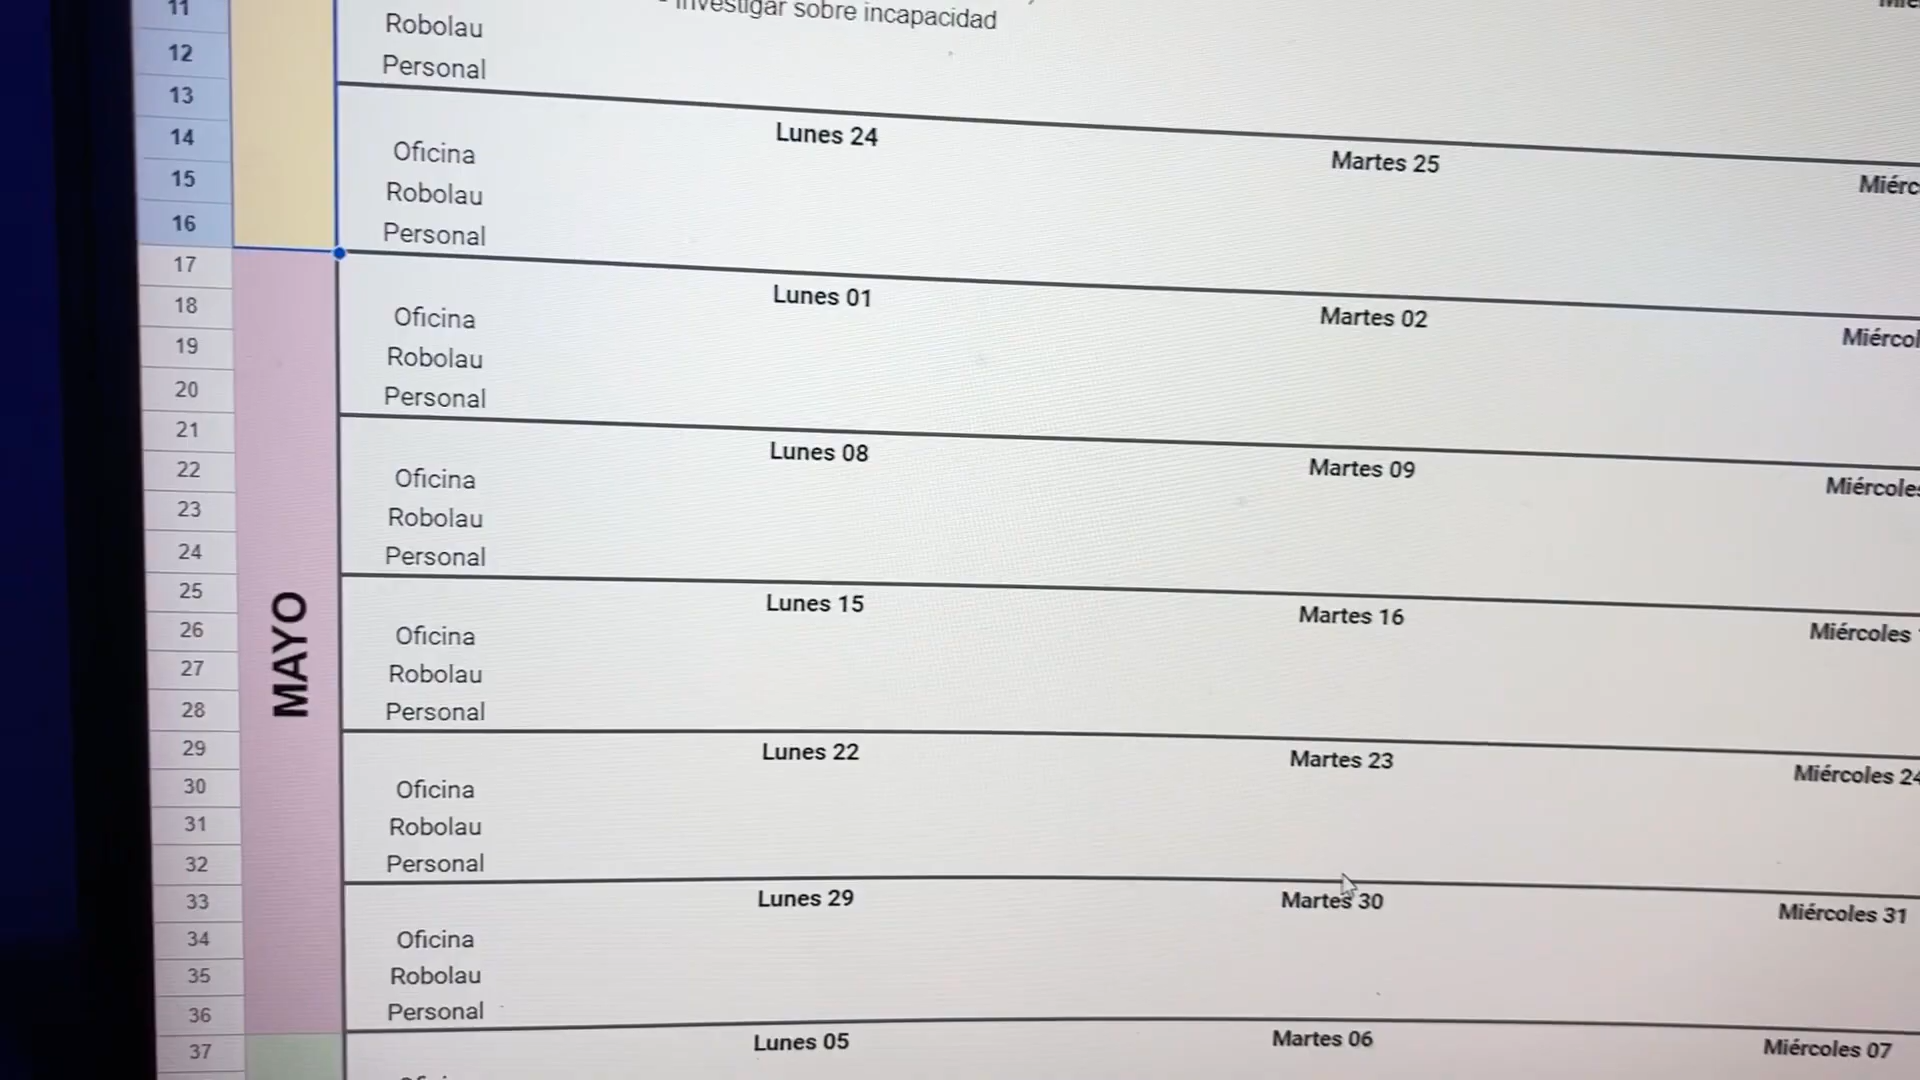 11
Robolau
investigar sobre incapacidad
12
Personal
13
Lunes 24
Martes 25
14
Oficina
15
Robolau
16
Personal
17
Lunes 01
Martes 02
18
Oficina
19
Robolau
20
Personal
21
Lunes 08
Martes 09
22
Oficina
23
Robolau
24
Personal
25
Lunes 15
Martes 16
Miércoles
26
Oficina
27
Robolau
28
Personal
MAYO
29
Lunes 22
Martes 23
Miércoles 24
30
Oficina
31
Robolau
32
Personal
33
Lunes 29
Martes 30
Miércoles 31
34
Oficina
35
Robolau
36
Personal
37
Lunes 05
Martes 06
Miércoles 07